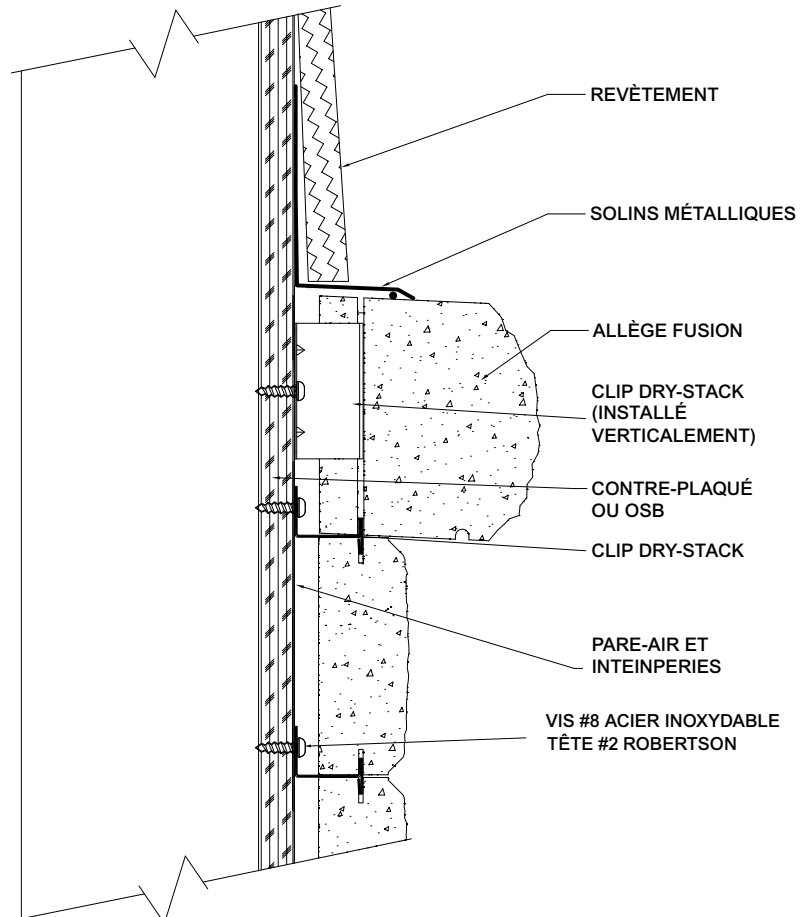 REVÈTEMENT
SOLINS MÉTALLIQUES
ALLÈGE FUSION
CLIP DRY-STACK
(INSTALLÉ
VERTICALEMENT)
CONTRE-PLAQUÉ
OU OSB
CLIP DRY-STACK
PARE-AIR ET
INTEINPERIES
VIS #8 ACIER INOXYDABLE
TÊTE #2 ROBERTSON